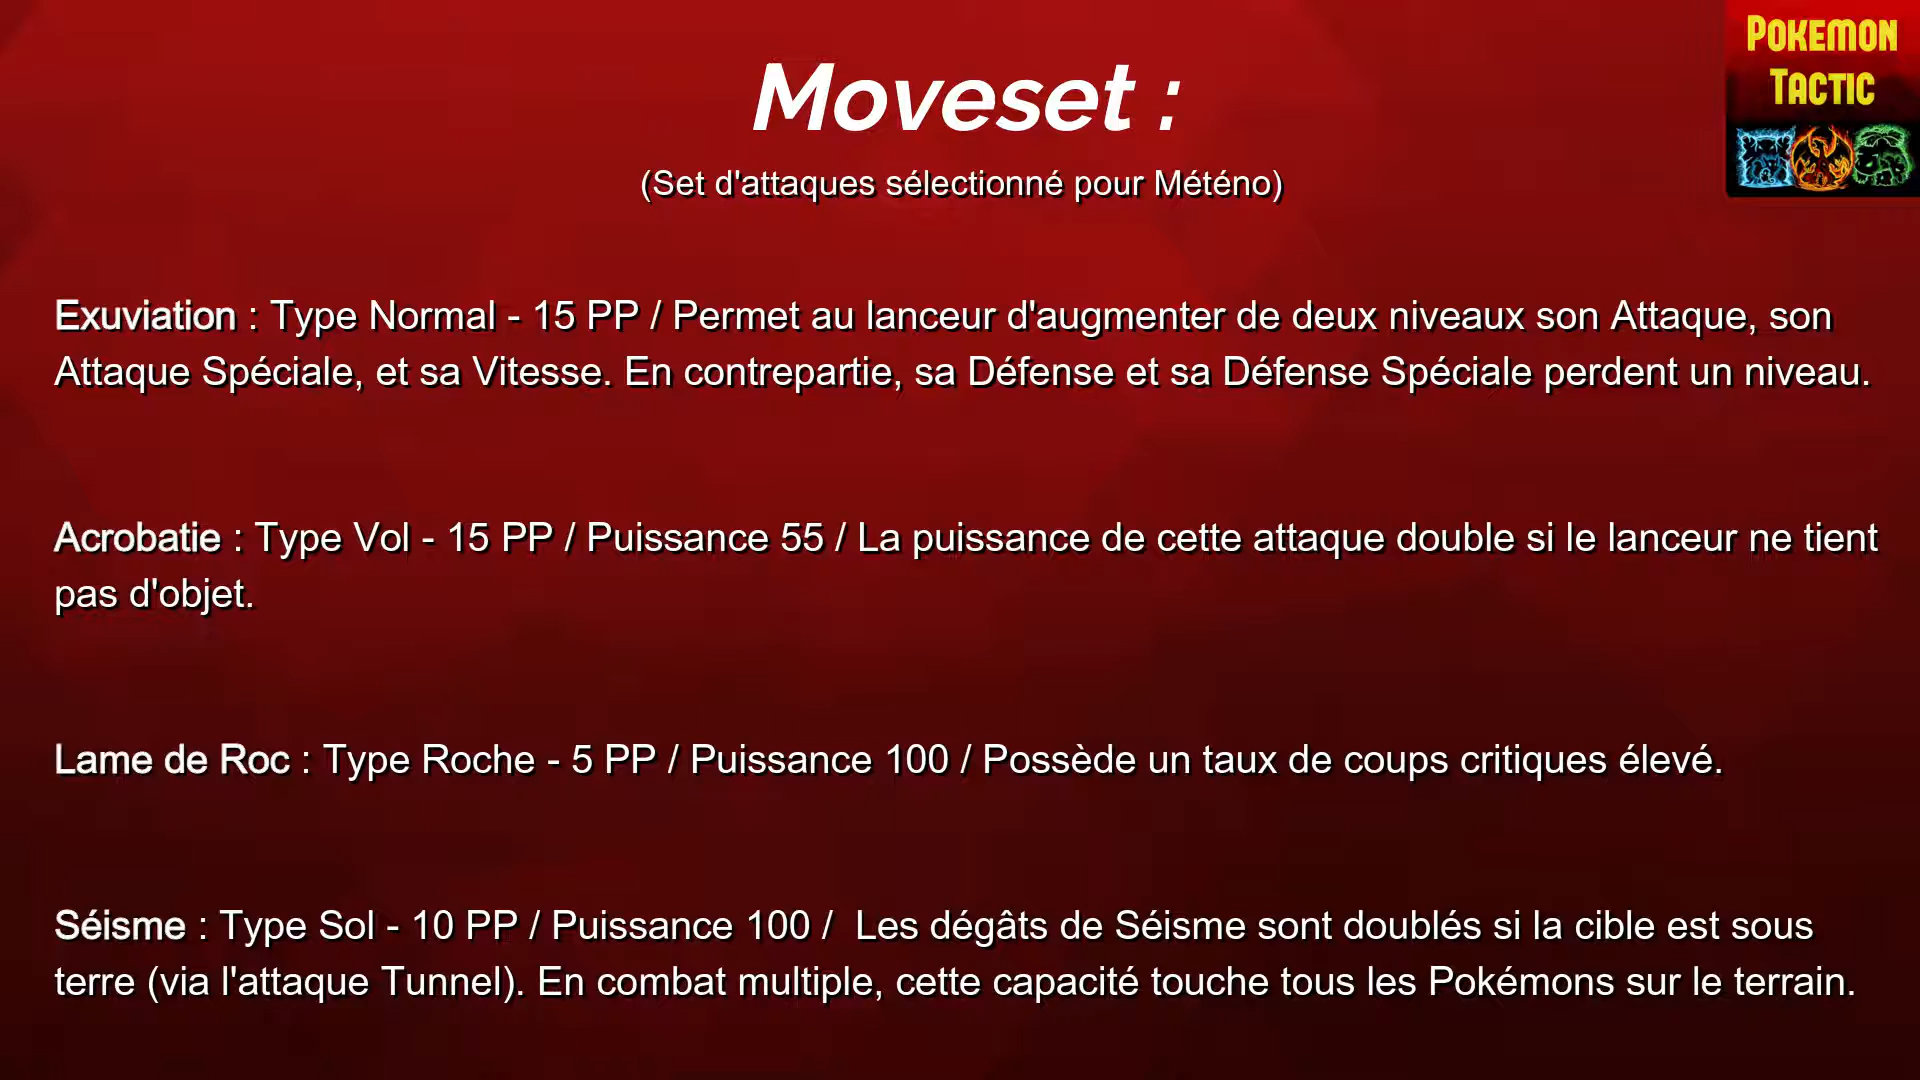 POKEMON
TACTIC
Moveset :
(Set d'attaques sélectionné pour Météno)
Exuviation : Type Normal - 15 PP / Permet au lanceur d'augmenter de deux niveaux son Attaque, son
Attaque Spéciale, et sa Vitesse. En contrepartie, sa Défense et sa Défense Spéciale perdent un niveau.
Acrobatie : Type Vol - 15 PP / Puissance 55 / La puissance de cette attaque double si le lanceur ne tient
pas d'objet.
Lame de Roc : Type Roche - 5 PP / Puissance 100 / Possède un taux de coups critiques élevé.
Séisme : Type Sol - 10 PP / Puissance 100 /  Les dégâts de Séisme sont doublés si la cible est sous
terre (via l'attaque Tunnel). En combat multiple, cette capacité touche tous les Pokémons sur le terrain.